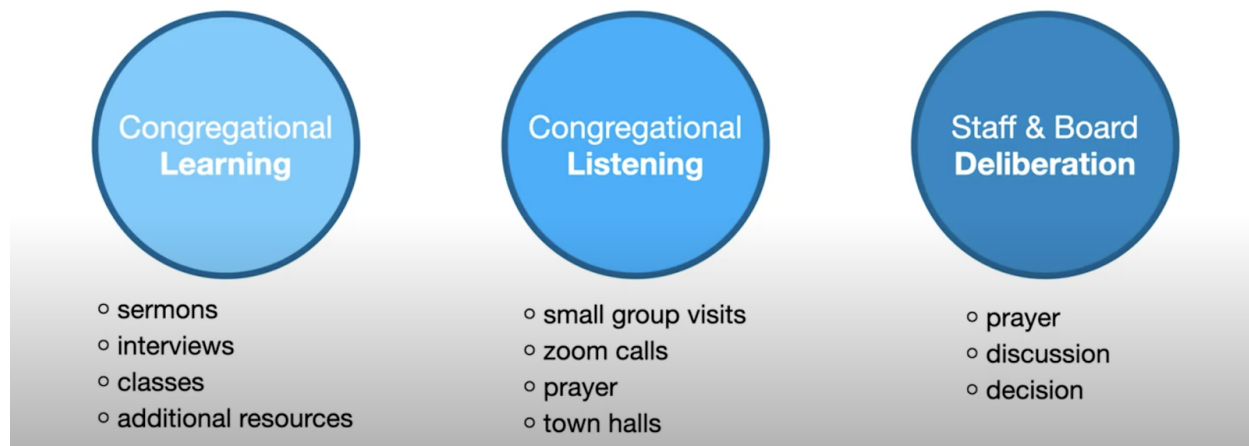 Congregational
Learning
sermons
interviews
classes
additional resources
Congregational
Listening
small group visits
zoom calls
prayer
town halls
Staff & Board
Deliberation
prayer
discussion
decision